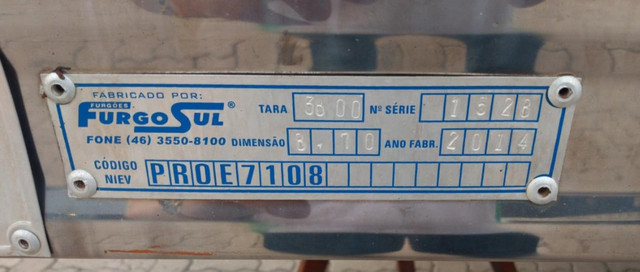 FABRICADO POR:
FURGÕES
FURGOSUL®
TARA 3600 Nº SÉRIE 1528
FONE (46) 3550-8100 DIMENSÃO 8.70 ANO FABR. 2014
CÓDIGO NIEV PROE7108